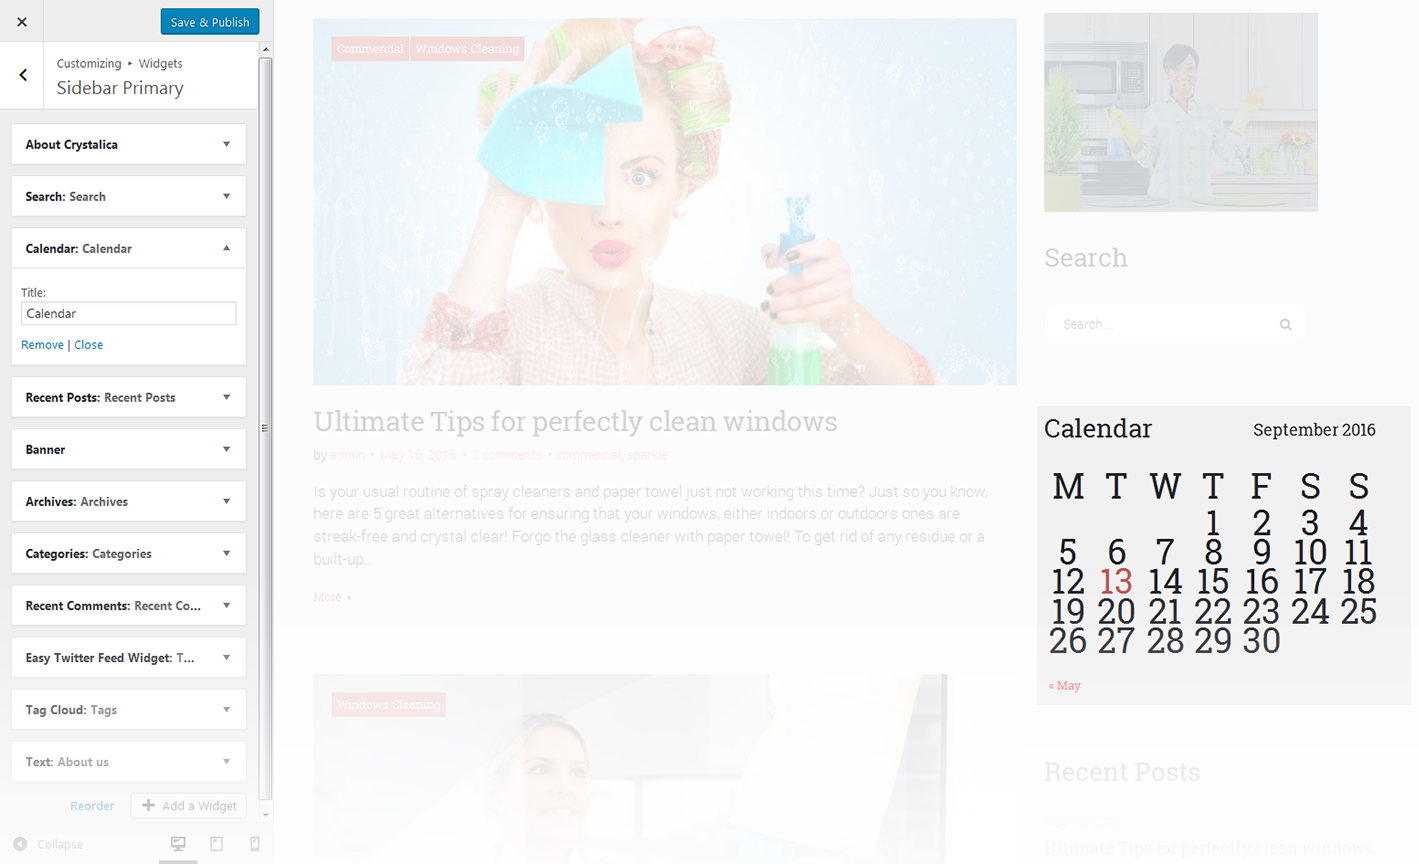 Save & Publish
Customizing ▸ Widgets
Sidebar Primary
About Crystalica
Search: Search
Calendar: Calendar
Title:
Calendar
Remove | Close
Recent Posts: Recent Posts
Banner
Archives: Archives
Categories: Categories
Recent Comments: Recent Co...
Easy Twitter Feed Widget: T...
Tag Cloud: Tags
Text: About us
Reorder
Add a Widget
Collapse
Commercial Windows Cleaning
Ultimate Tips for perfectly clean windows
by admin • May 16, 2016 • 2 comments • commercial, sparkle
Is your usual routine of spray cleaners and paper towel just not working this time? Just so you know,
here are 5 great alternatives for ensuring that your windows, either indoors or outdoors ones are
streak-free and crystal clear! Forgo the glass cleaner with paper towel! To get rid of any residue or a
built-up...
More ▸
Windows Cleaning
Search
Search ...
Calendar September 2016
M T W T F S S
1 2 3 4
5 6 7 8 9 10 11
12 13 14 15 16 17 18
19 20 21 22 23 24 25
26 27 28 29 30
« May
Recent Posts
May 16, 2016
Ultimate Tips for perfectly clean windows